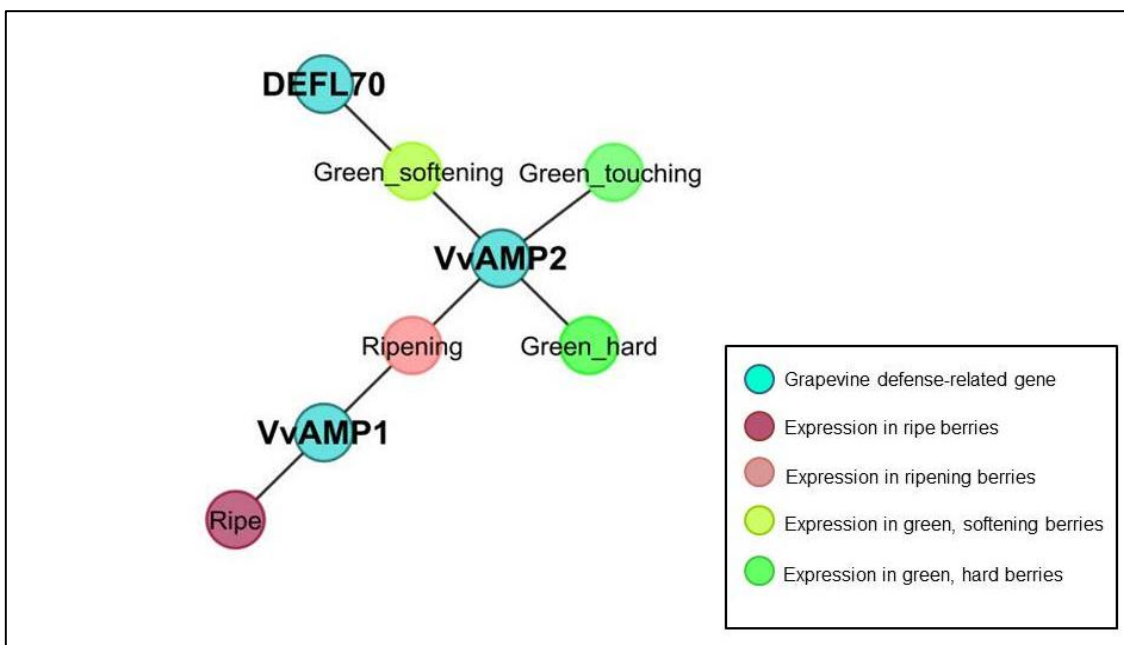 DEFL70
Green_softening
Green_touching
VvAMP2
Ripening
Green_hard
VvAMP1
Ripe
Grapevine defense-related gene
Expression in ripe berries
Expression in ripening berries
Expression in green, softening berries
Expression in green, hard berries